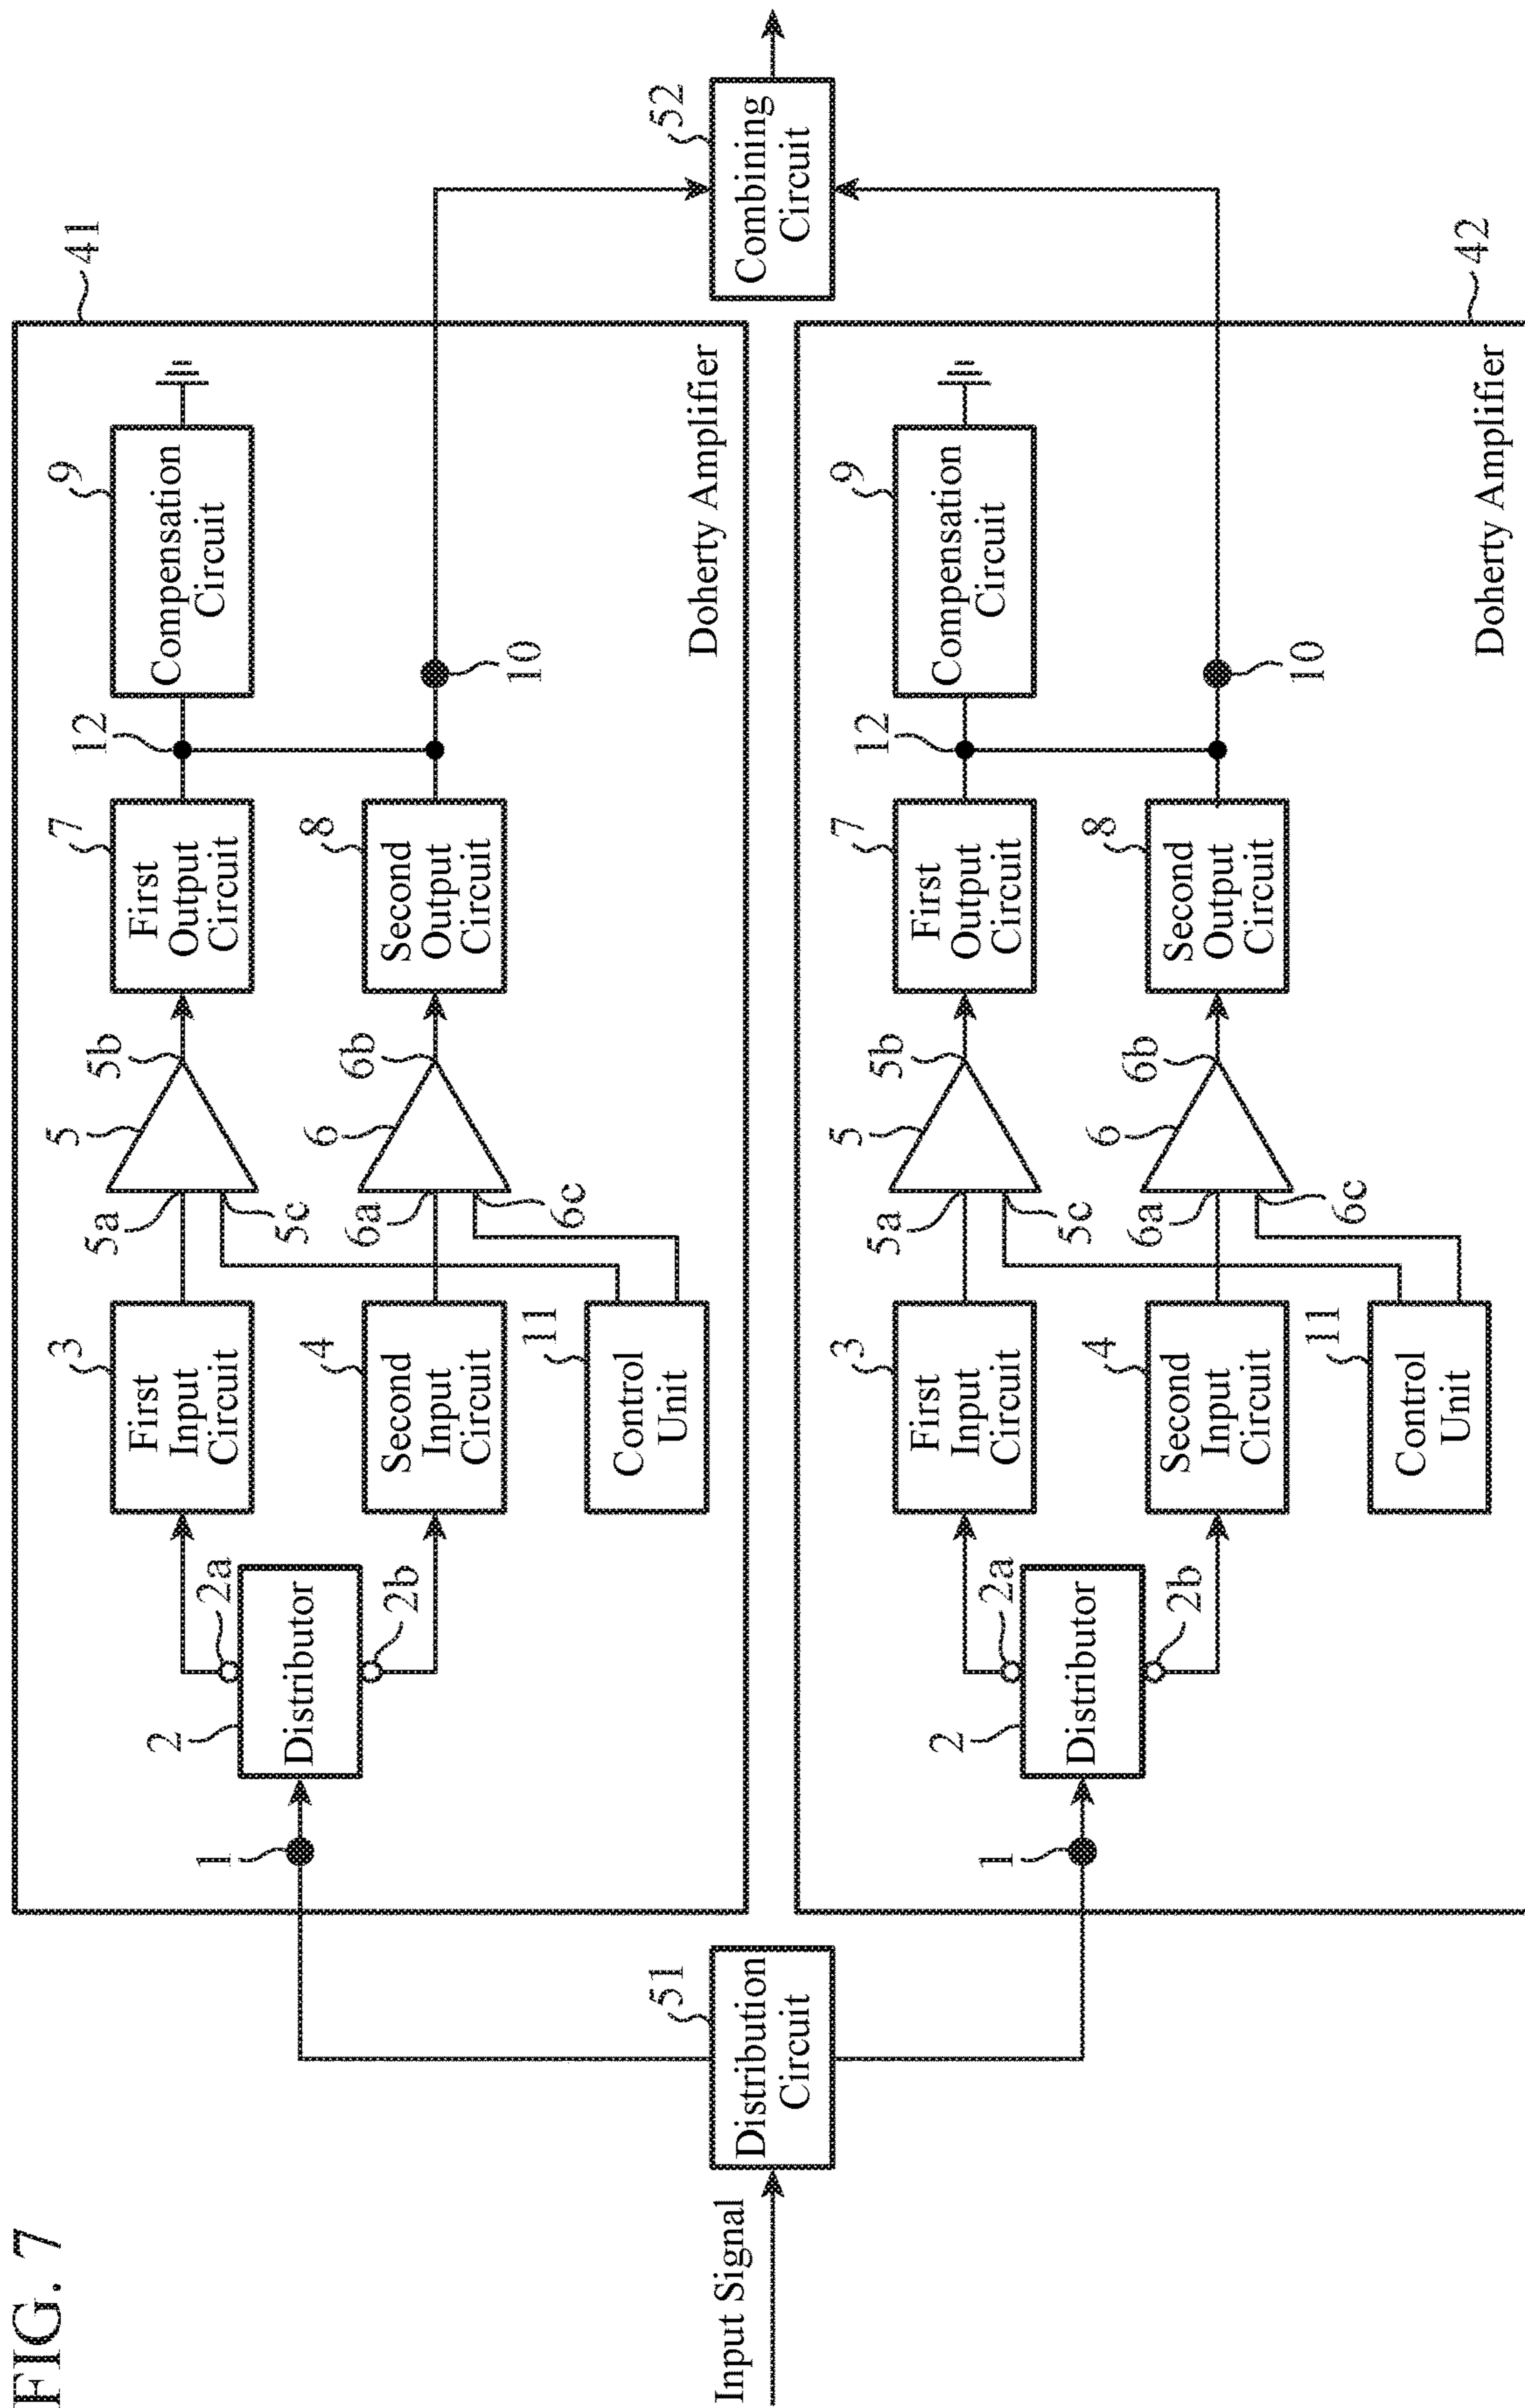 FIG. 7
Input Signal
51
Distribution
Circuit
41
1
2
Distributor
2a
2b
3
First
Input
Circuit
4
Second
Input
Circuit
11
Control
Unit
5a
5
5b
5c
6a
6
6b
6c
7
First
Output
Circuit
8
Second
Output
Circuit
12
9
Compensation
Circuit
10
Doherty Amplifier
52
Combining
Circuit
42
1
2
Distributor
2a
2b
3
First
Input
Circuit
4
Second
Input
Circuit
11
Control
Unit
5a
5
5b
5c
6a
6
6b
6c
7
First
Output
Circuit
8
Second
Output
Circuit
12
9
Compensation
Circuit
10
Doherty Amplifier